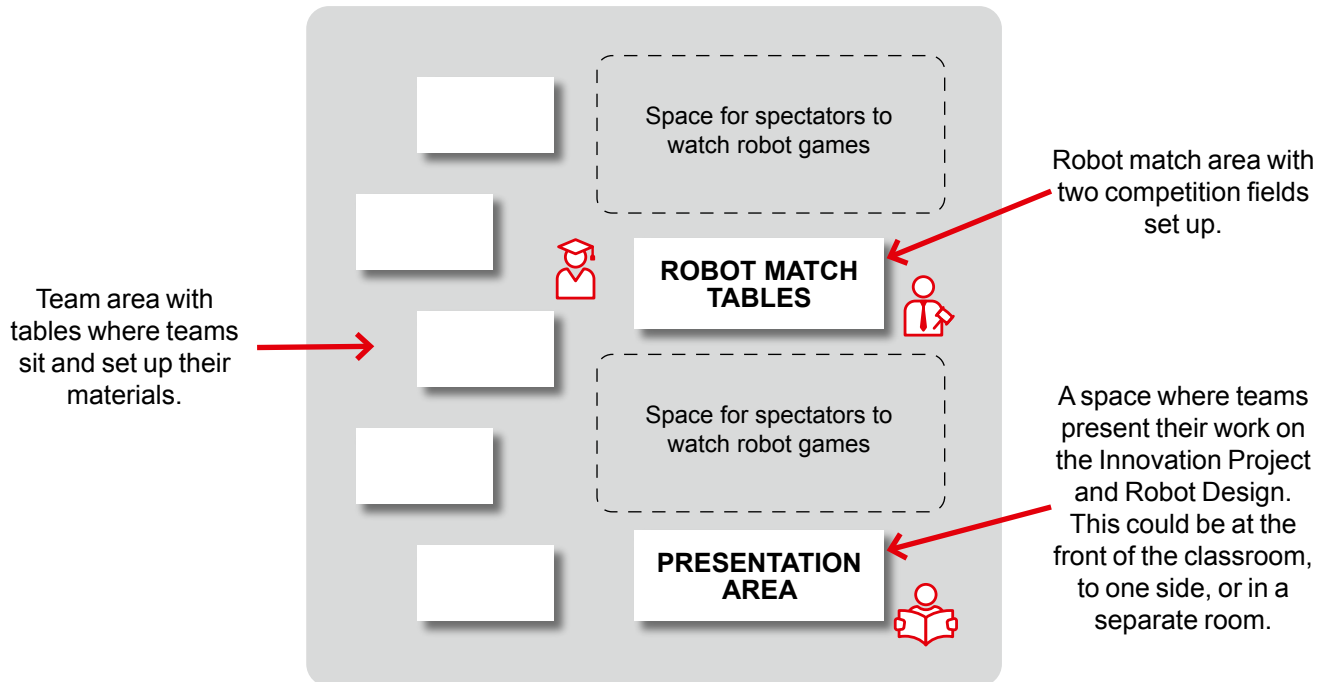 Space for spectators to
watch robot games
Robot match area with
two competition fields
set up.
ROBOT MATCH
TABLES
Team area with
tables where teams
sit and set up their
materials.
Space for spectators to
watch robot games
A space where teams
present their work on
the Innovation Project
and Robot Design.
This could be at the
front of the classroom,
to one side, or in a
separate room.
PRESENTATION
AREA